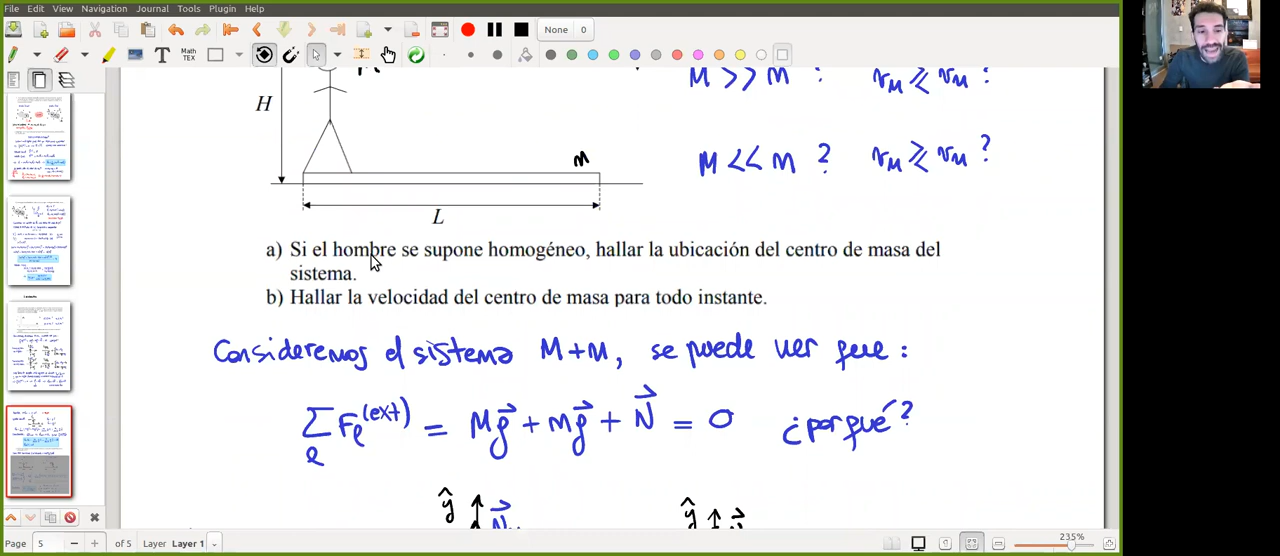 File Edit View Navigation Journal Tools Plugin Help
None 0
T Math Text
M >> m ? v_M ≷ v_m ?
H
m
M << m ? v_M ≷ v_m ?
L
a) Si el hombre se supone homogéneo, hallar la ubicación del centro de masa del
sistema.
b) Hallar la velocidad del centro de masa para todo instante.
Consideremos el sistema M+m, se puede ver que :
∑_l F_l^(ext) = Mg⃗ + mg⃗ + N⃗ = 0 ¿porqué?
ŷ N⃗ ŷ
Page 5 of 5 Layer Layer 1 235%